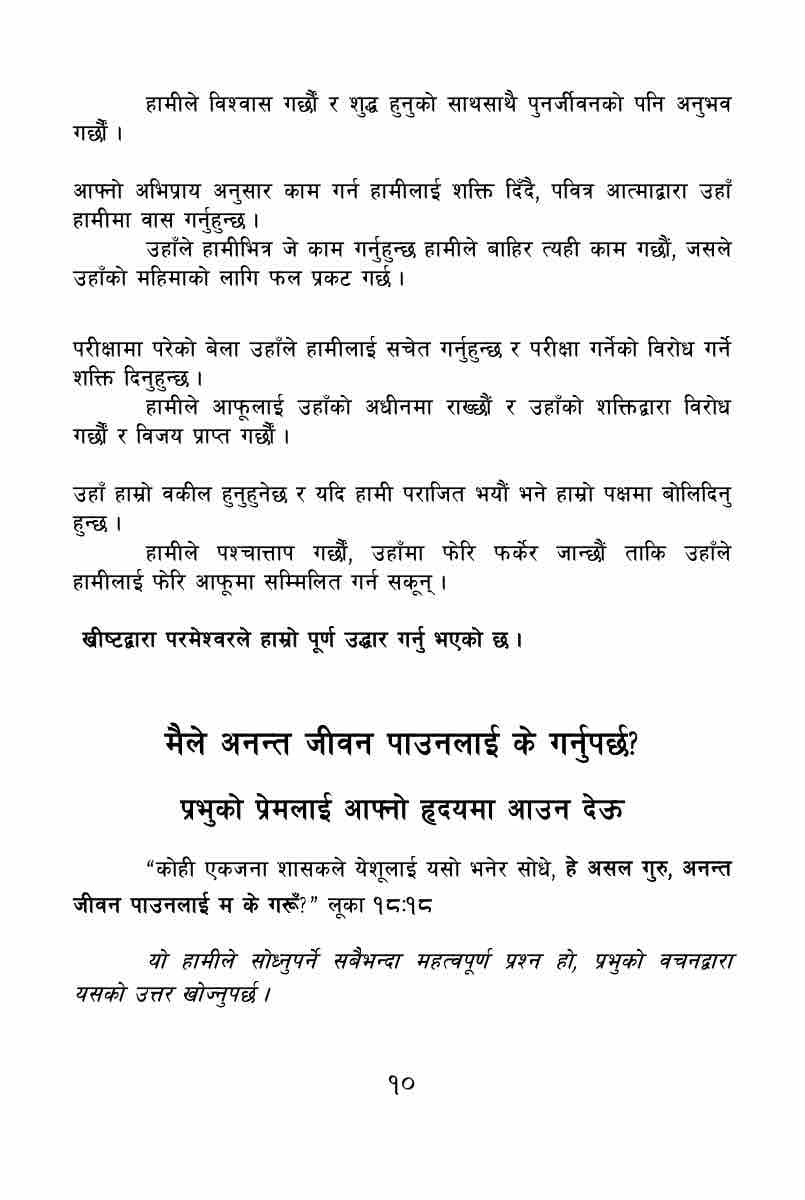 हामीले विश्वास गर्छौं र शुद्ध हुनुको साथसाथै पुनर्जीवनको पनि अनुभव
गर्छौं ।
आफ्नो अभिप्राय अनुसार काम गर्न हामीलाई शक्ति दिँदै, पवित्र आत्माद्वारा उहाँ
हामीमा वास गर्नुहुन्छ ।
उहाँले हामीभित्र जे काम गर्नुहुन्छ हामीले बाहिर त्यही काम गर्छौं, जसले
उहाँको महिमाको लागि फल प्रकट गर्छ ।
परीक्षामा परेको बेला उहाँले हामीलाई सचेत गर्नुहुन्छ र परीक्षा गर्नेको विरोध गर्ने
शक्ति दिनुहुन्छ ।
हामीले आफूलाई उहाँको अधीनमा राख्छौं र उहाँको शक्तिद्वारा विरोध
गर्छौं र विजय प्राप्त गर्छौं ।
उहाँ हाम्रो वकील हुनुहुनेछ र यदि हामी पराजित भयौं भने हाम्रो पक्षमा बोलिदिनु
हुन्छ ।
हामीले पश्चात्ताप गर्छौं, उहाँमा फेरि फर्केर जान्छौं ताकि उहाँले
हामीलाई फेरि आफूमा सम्मिलित गर्न सकून् ।
ख्रीष्टद्वारा परमेश्वरले हाम्रो पूर्ण उद्धार गर्नु भएको छ ।
मैले अनन्त जीवन पाउनलाई के गर्नुपर्छ?
प्रभुको प्रेमलाई आफ्नो हृदयमा आउन देऊ
“कोही एकजना शासकले येशूलाई यसो भनेर सोधे, हे असल गुरु, अनन्त
जीवन पाउनलाई म के गरूँ?” लूका १८:१८
यो हामीले सोध्नुपर्ने सबैभन्दा महत्वपूर्ण प्रश्न हो, प्रभुको वचनद्वारा
यसको उत्तर खोज्नुपर्छ ।
१०